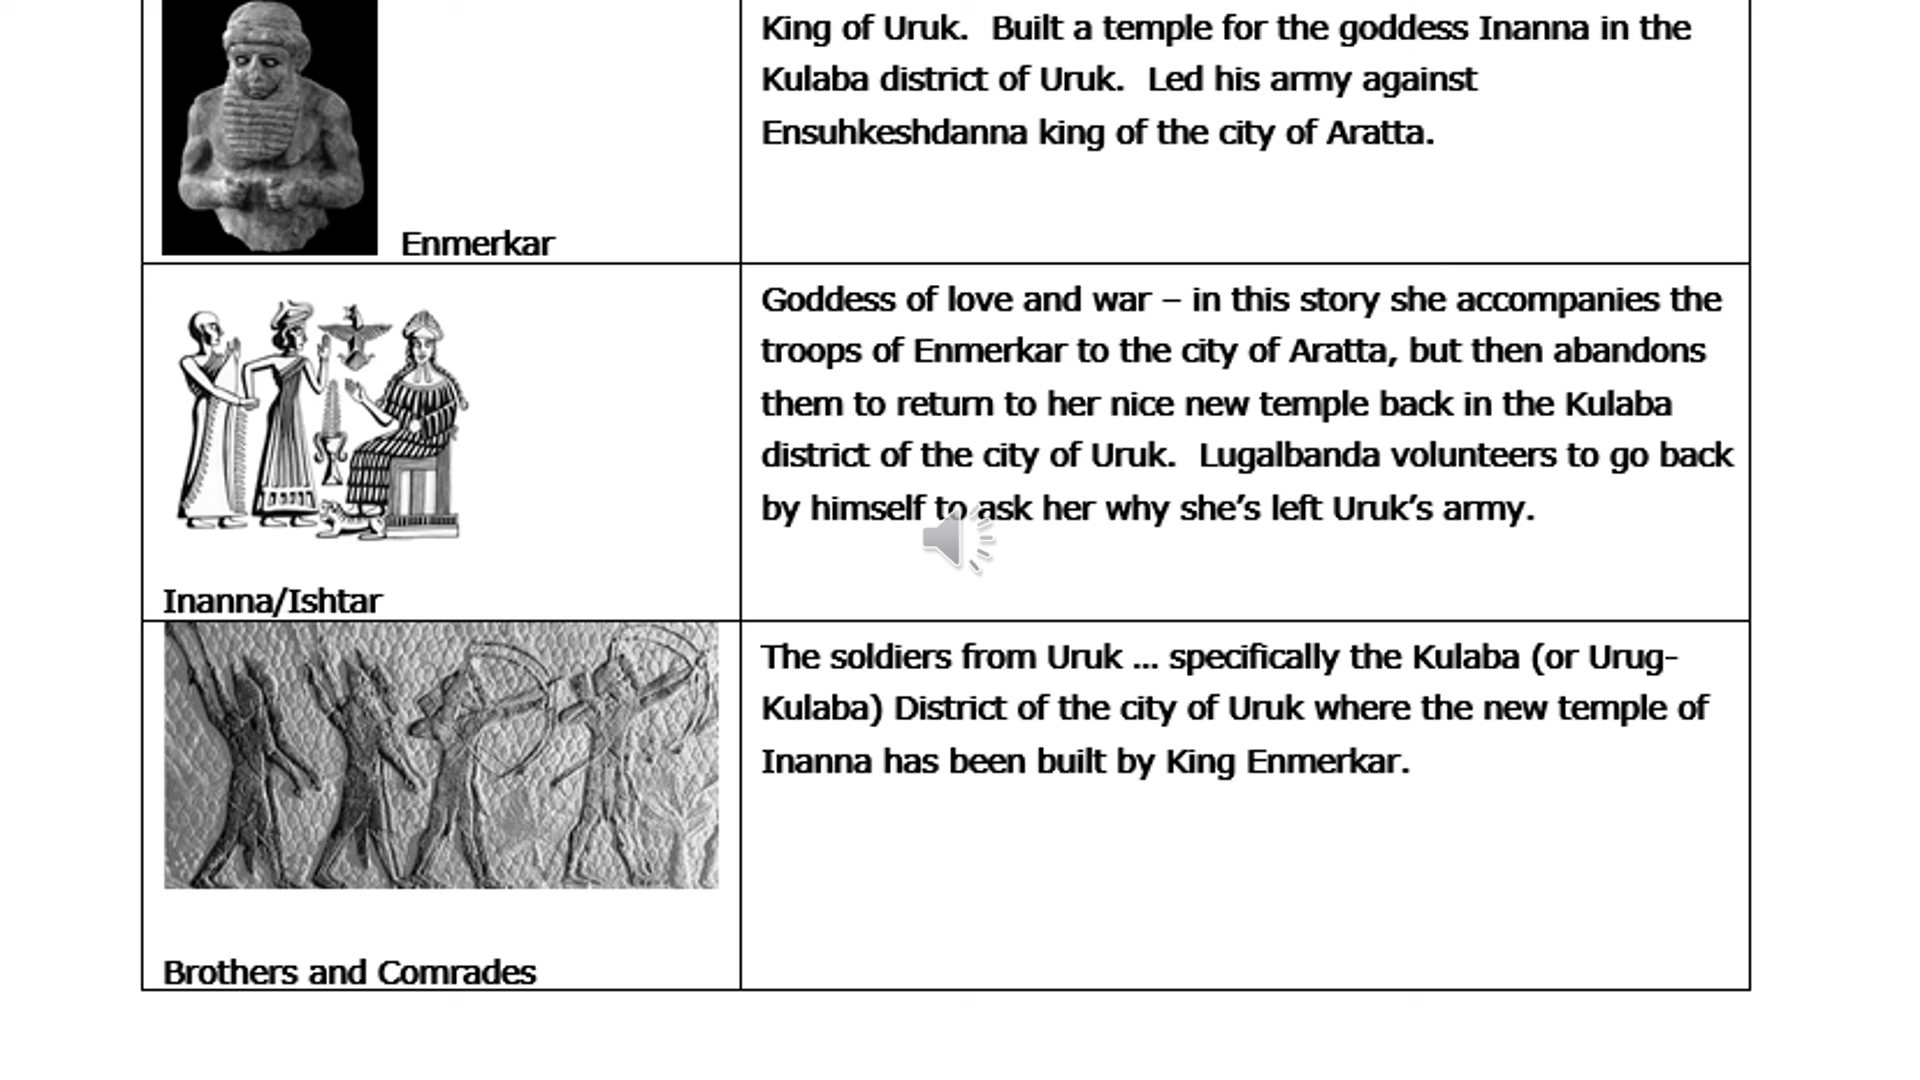 King of Uruk.  Built a temple for the goddess Inanna in the
Kulaba district of Uruk.  Led his army against
Ensuhkeshdanna king of the city of Aratta.
Enmerkar
Goddess of love and war – in this story she accompanies the
troops of Enmerkar to the city of Aratta, but then abandons
them to return to her nice new temple back in the Kulaba
district of the city of Uruk.  Lugalbanda volunteers to go back
by himself to ask her why she’s left Uruk’s army.
Inanna/Ishtar
The soldiers from Uruk … specifically the Kulaba (or Urug-
Kulaba) District of the city of Uruk where the new temple of
Inanna has been built by King Enmerkar.
Brothers and Comrades